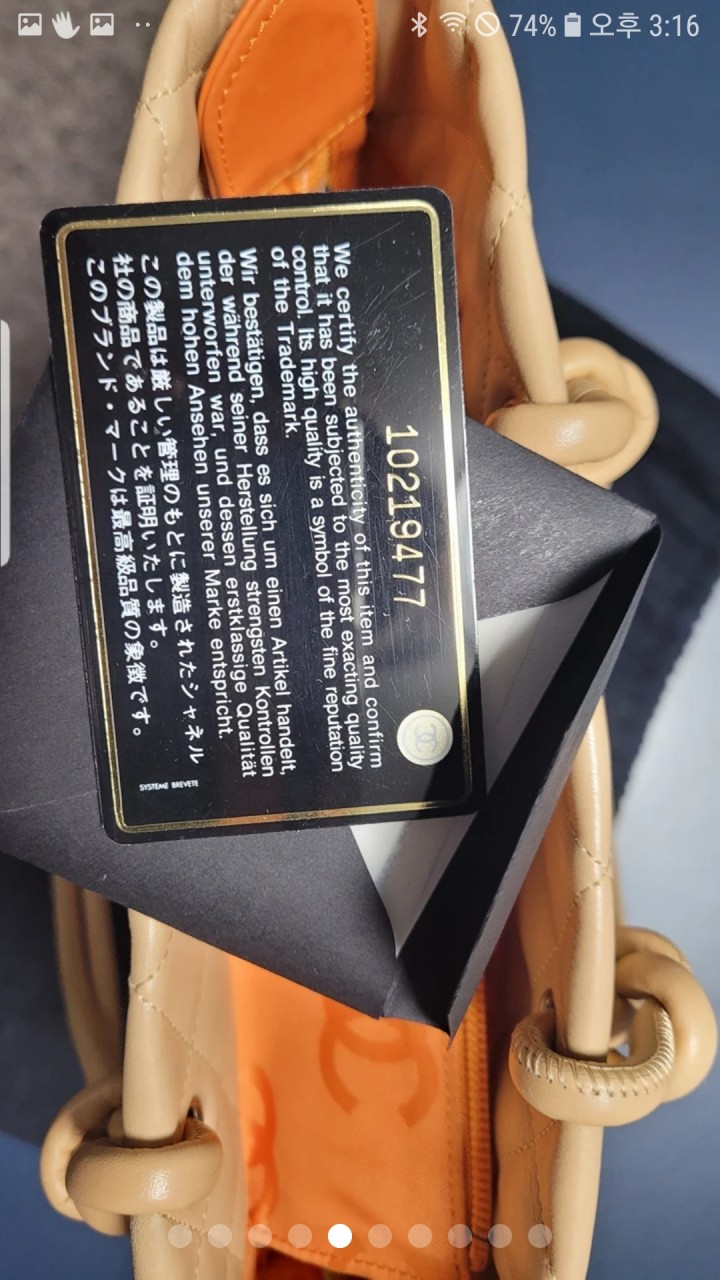 74% 오후 3:16
10219477
We certify the authenticity of this item and confirm
that it has been subjected to the most exacting quality
control. Its high quality is a symbol of the fine reputation
of the Trademark.
Wir bestätigen, dass es sich um einen Artikel handelt,
der während seiner Herstellung strengsten Kontrollen
unterworfen war, und dessen erstklassige Qualität
dem hohen Ansehen unserer Marke entspricht.
この製品は厳しい管理のもとに製造されたシャネル
社の商品であることを証明いたします。
このブランド・マークは最高級品質の象徴です。
SYSTEME BREVETE